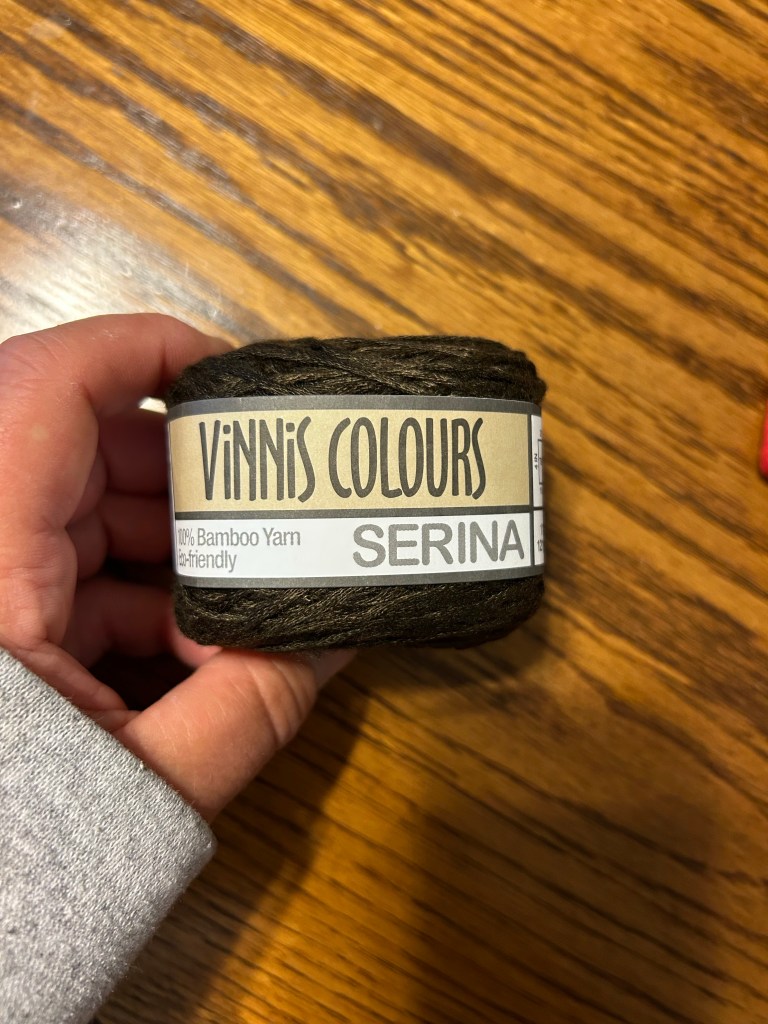 ViNNiS COLOURS
100% Bamboo Yarn
Eco-friendly
SERINA